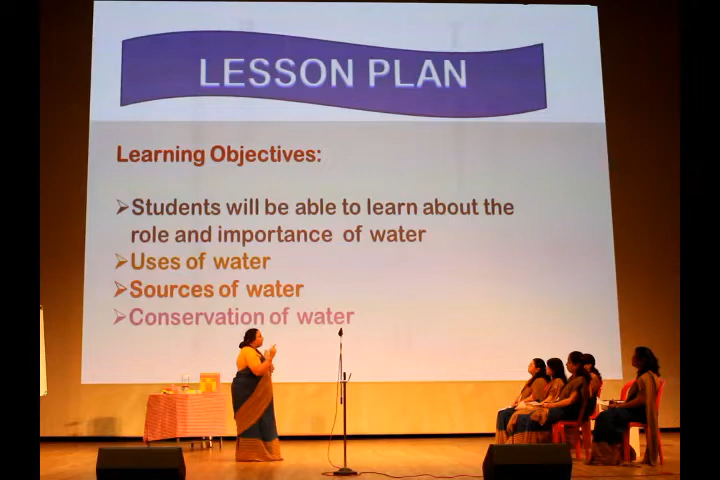 LESSON PLAN
Learning Objectives:
➢Students will be able to learn about the
role and importance of water
➢Uses of water
➢Sources of water
➢Conservation of water